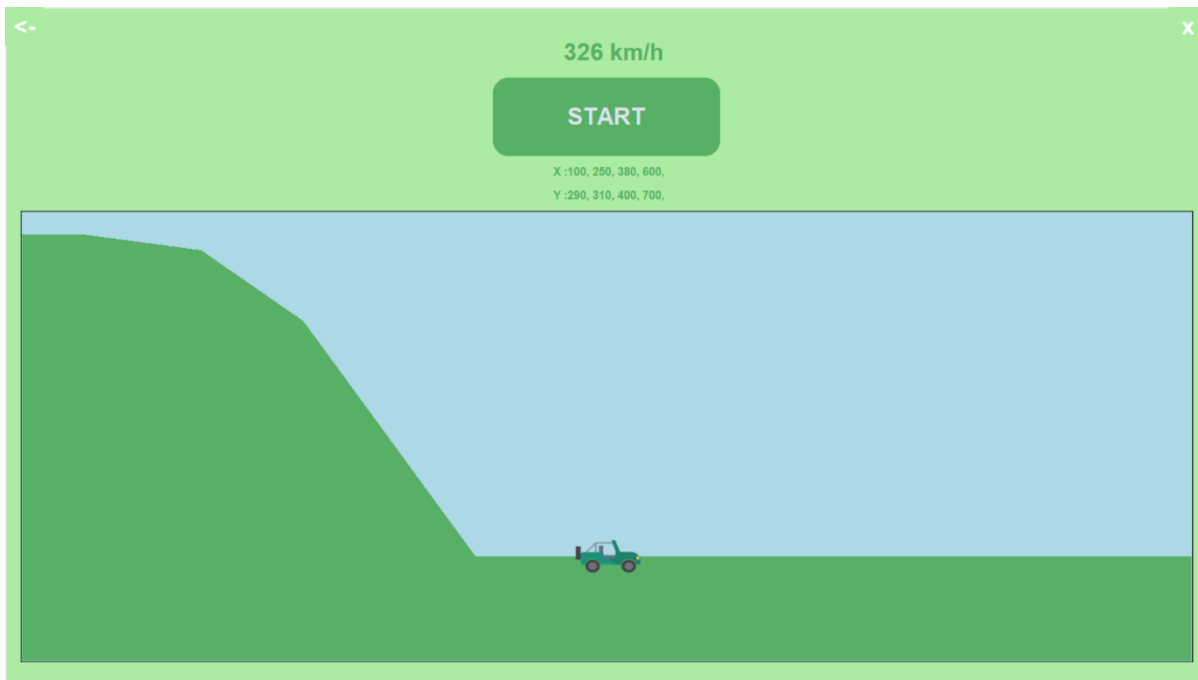 <-
x
326 km/h
START
X :100, 250, 380, 600,
Y :290, 310, 400, 700,